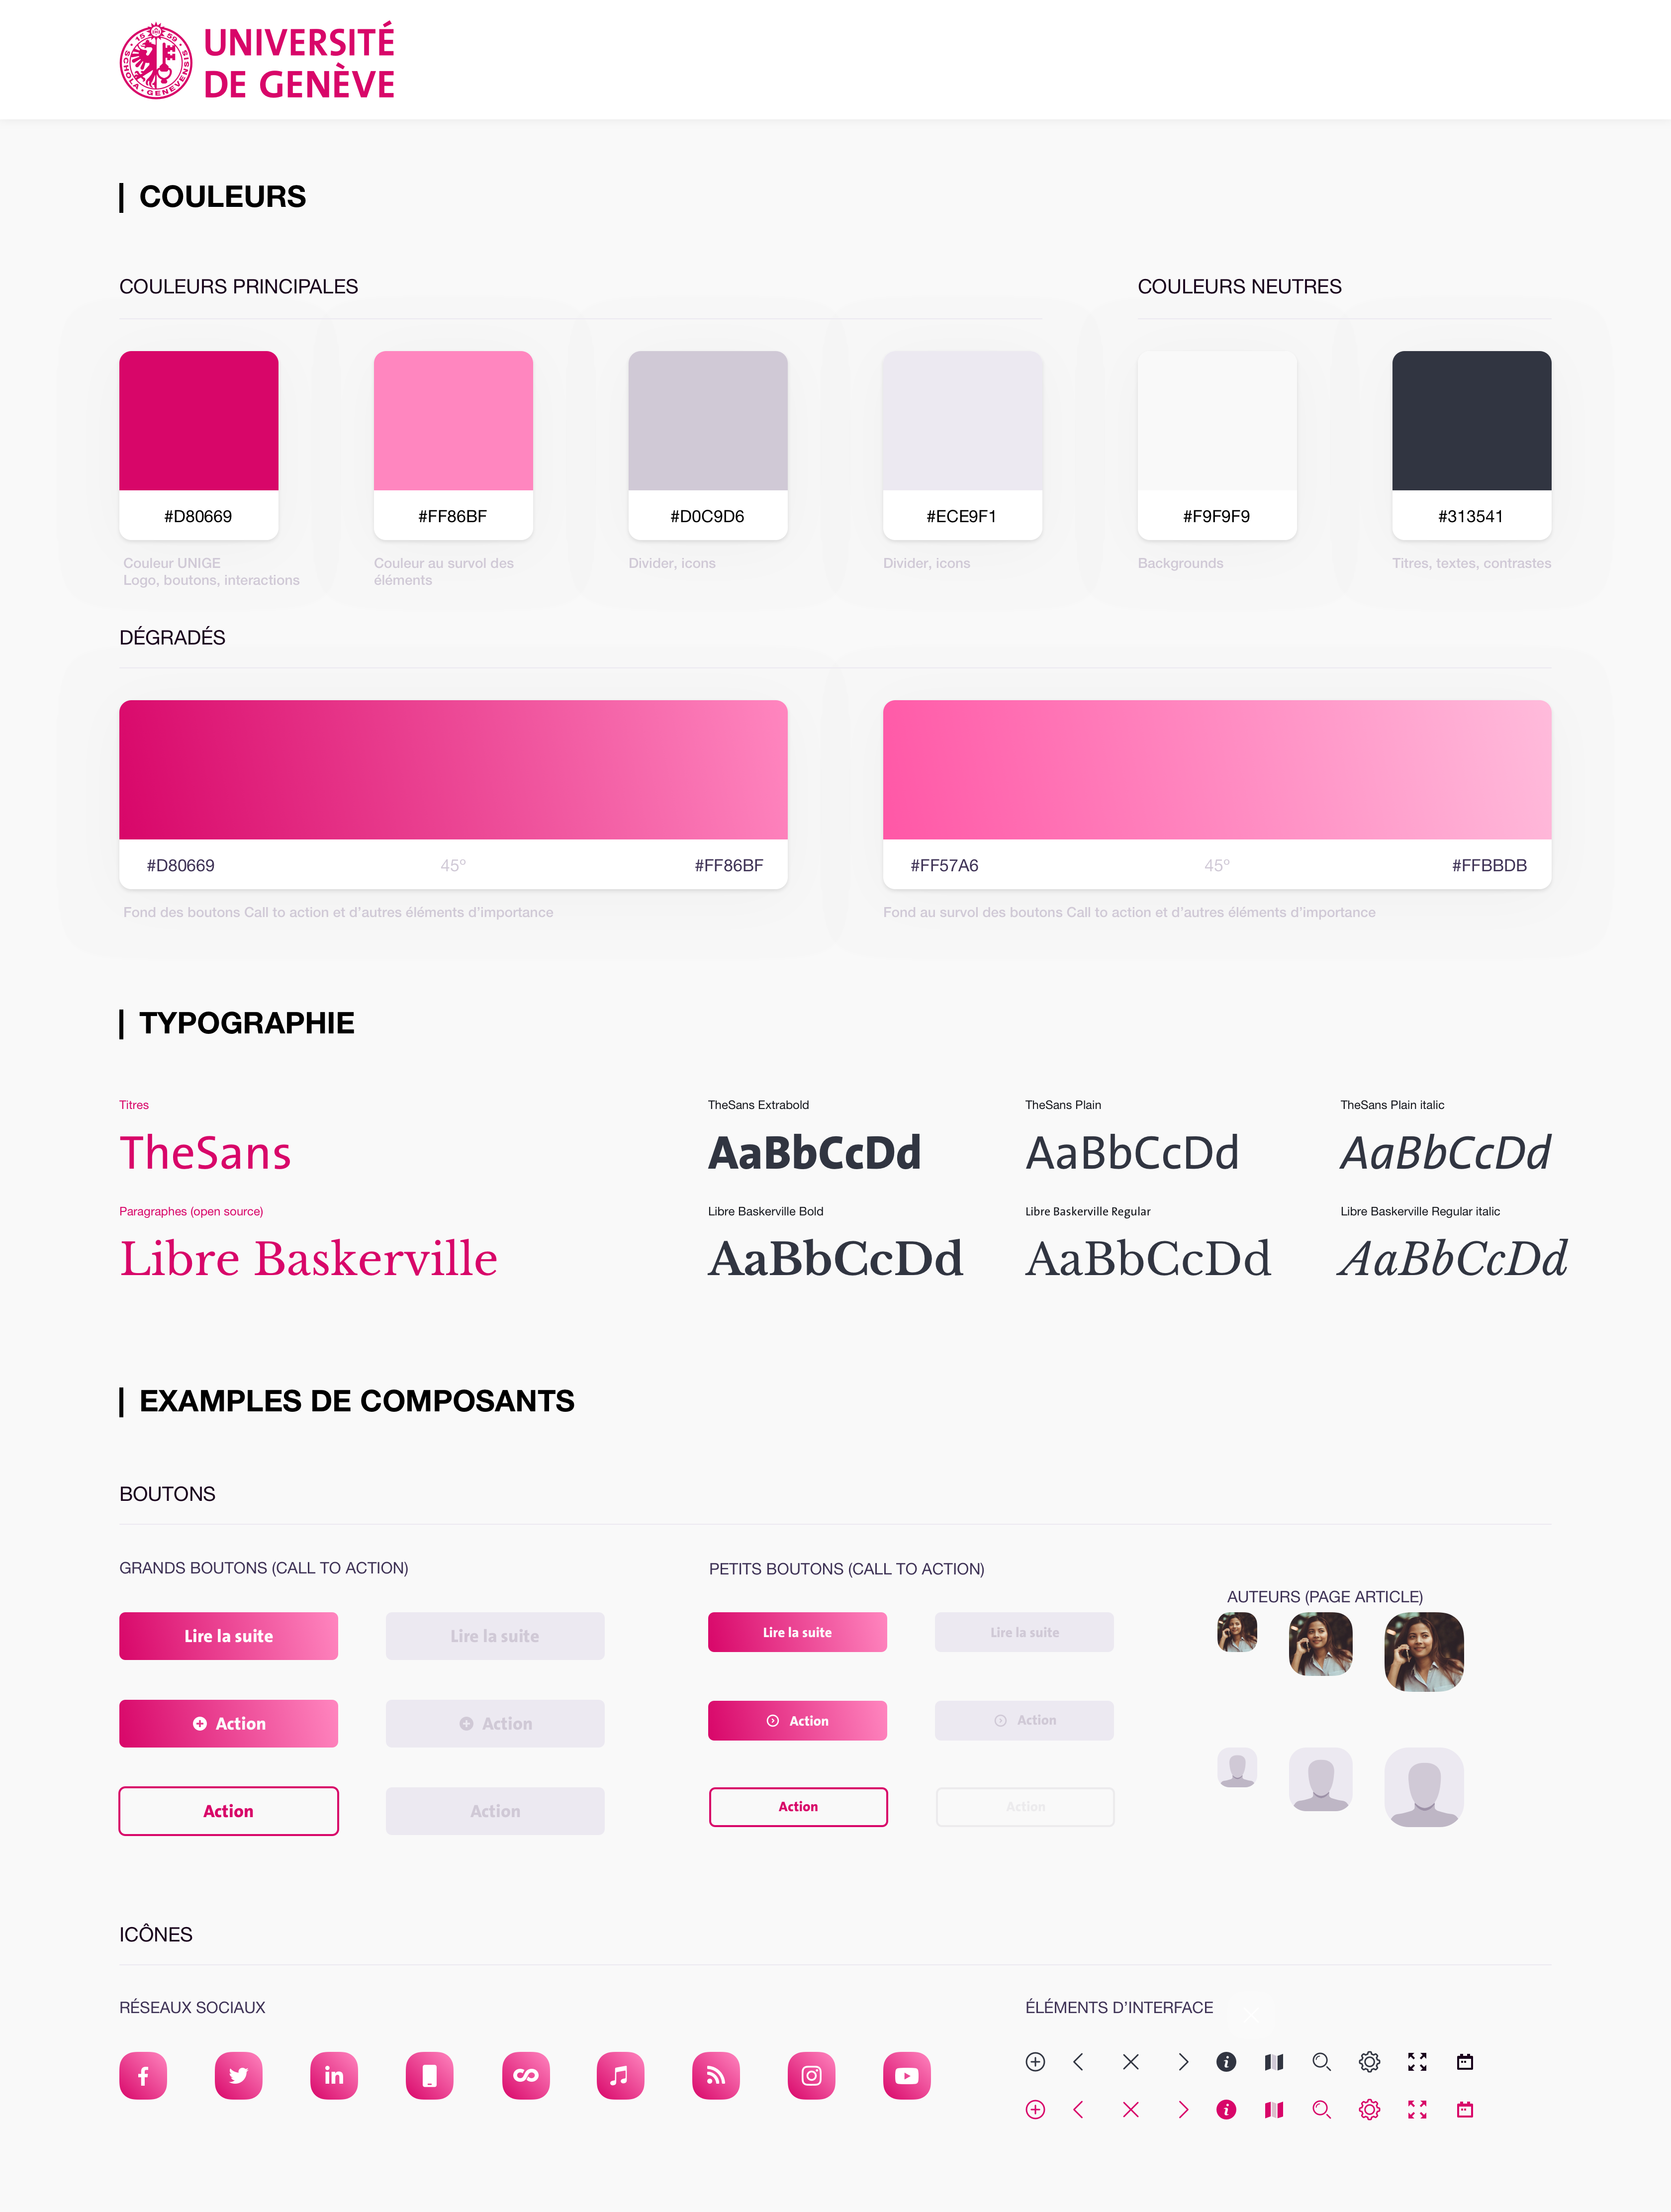 SCHOLA GENEVENSIS
1559
UNIVERSITÉ
DE GENÈVE
COULEURS
COULEURS PRINCIPALES
COULEURS NEUTRES
#D80669
#FF86BF
#D0C9D6
#ECE9F1
#F9F9F9
#313541
Couleur UNIGE
Logo, boutons, interactions
Couleur au survol des
éléments
Divider, icons
Divider, icons
Backgrounds
Titres, textes, contrastes
DÉGRADÉS
#D80669 45° #FF86BF
#FF57A6 45° #FFBBDB
Fond des boutons Call to action et d’autres éléments d’importance
Fond au survol des boutons Call to action et d’autres éléments d’importance
TYPOGRAPHIE
Titres
TheSans
TheSans Extrabold
AaBbCcDd
TheSans Plain
AaBbCcDd
TheSans Plain italic
AaBbCcDd
Paragraphes (open source)
Libre Baskerville
Libre Baskerville Bold
AaBbCcDd
Libre Baskerville Regular
AaBbCcDd
Libre Baskerville Regular italic
AaBbCcDd
EXAMPLES DE COMPOSANTS
BOUTONS
GRANDS BOUTONS (CALL TO ACTION)
Lire la suite
Lire la suite
Action
Action
Action
Action
PETITS BOUTONS (CALL TO ACTION)
Lire la suite
Lire la suite
Action
Action
Action
Action
AUTEURS (PAGE ARTICLE)
ICÔNES
RÉSEAUX SOCIAUX
ÉLÉMENTS D’INTERFACE